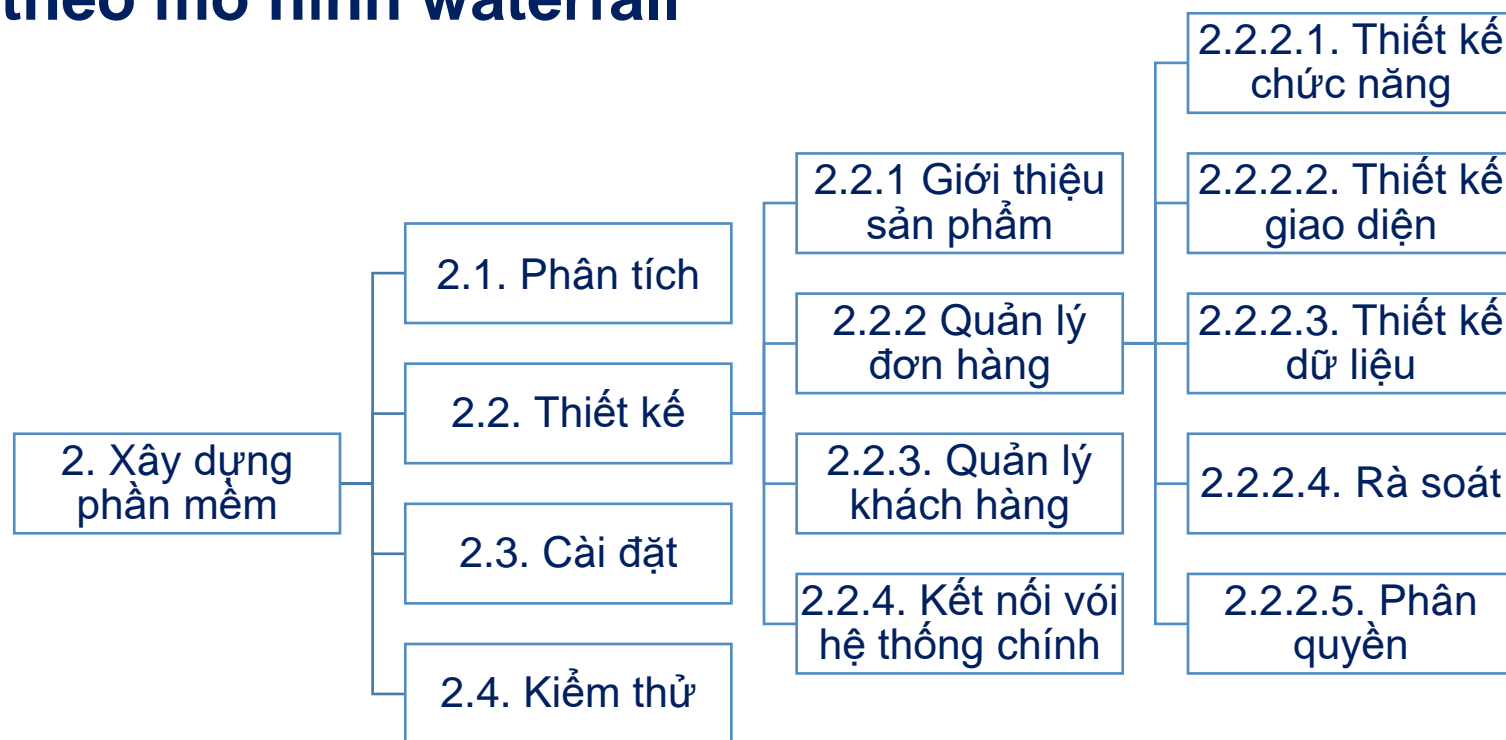 theo mô hình waterfall
2. Xây dựng
phần mềm
2.1. Phân tích
2.2. Thiết kế
2.3. Cài đặt
2.4. Kiểm thử
2.2.1 Giới thiệu
sản phẩm
2.2.2 Quản lý
đơn hàng
2.2.3. Quản lý
khách hàng
2.2.4. Kết nối vói
hệ thống chính
2.2.2.1. Thiết kế
chức năng
2.2.2.2. Thiết kế
giao diện
2.2.2.3. Thiết kế
dữ liệu
2.2.2.4. Rà soát
2.2.2.5. Phân
quyền